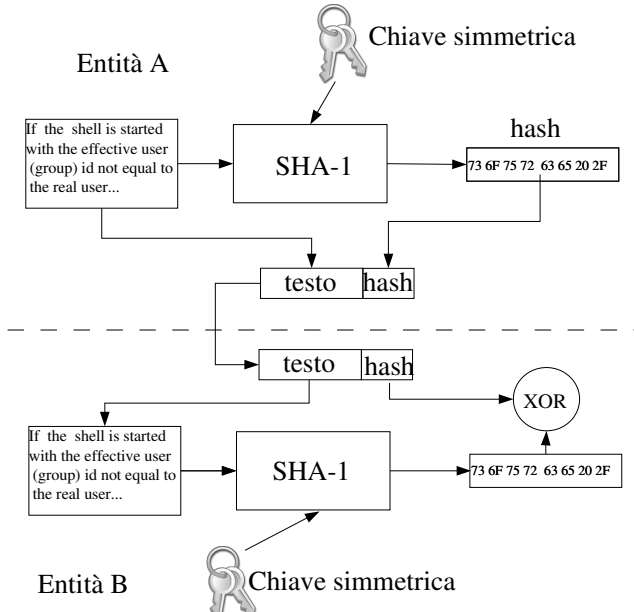 Chiave simmetrica
Entità A
If the shell is started
with the effective user
(group) id not equal to
the real user...
SHA-1
hash
73 6F 75 72 63 65 20 2F
testo hash
testo hash
XOR
If the shell is started
with the effective user
(group) id not equal to
the real user...
SHA-1
73 6F 75 72 63 65 20 2F
Chiave simmetrica
Entità B